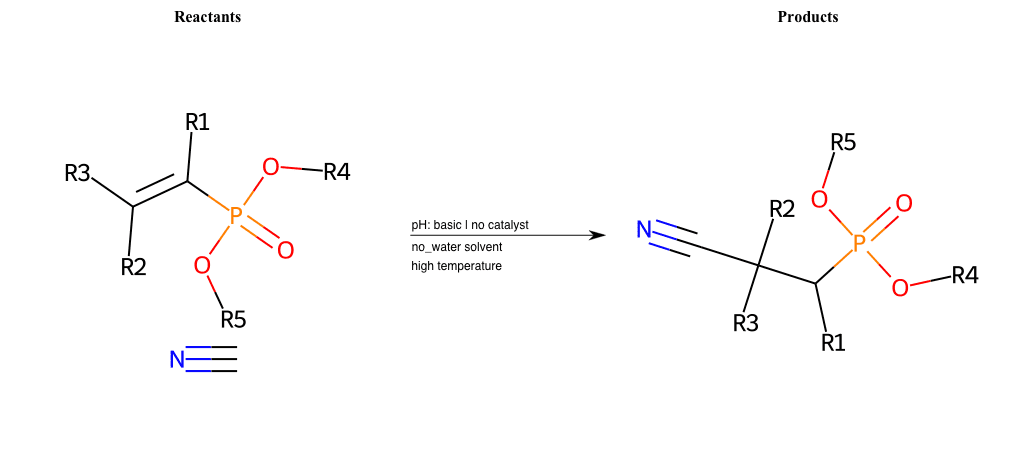 Reactants
Products
R1
R3
O
R4
P
R2
O
O
R5
N
pH: basic | no catalyst
no_water solvent
high temperature
R5
O
R2
O
N
P
R4
O
R3
R1